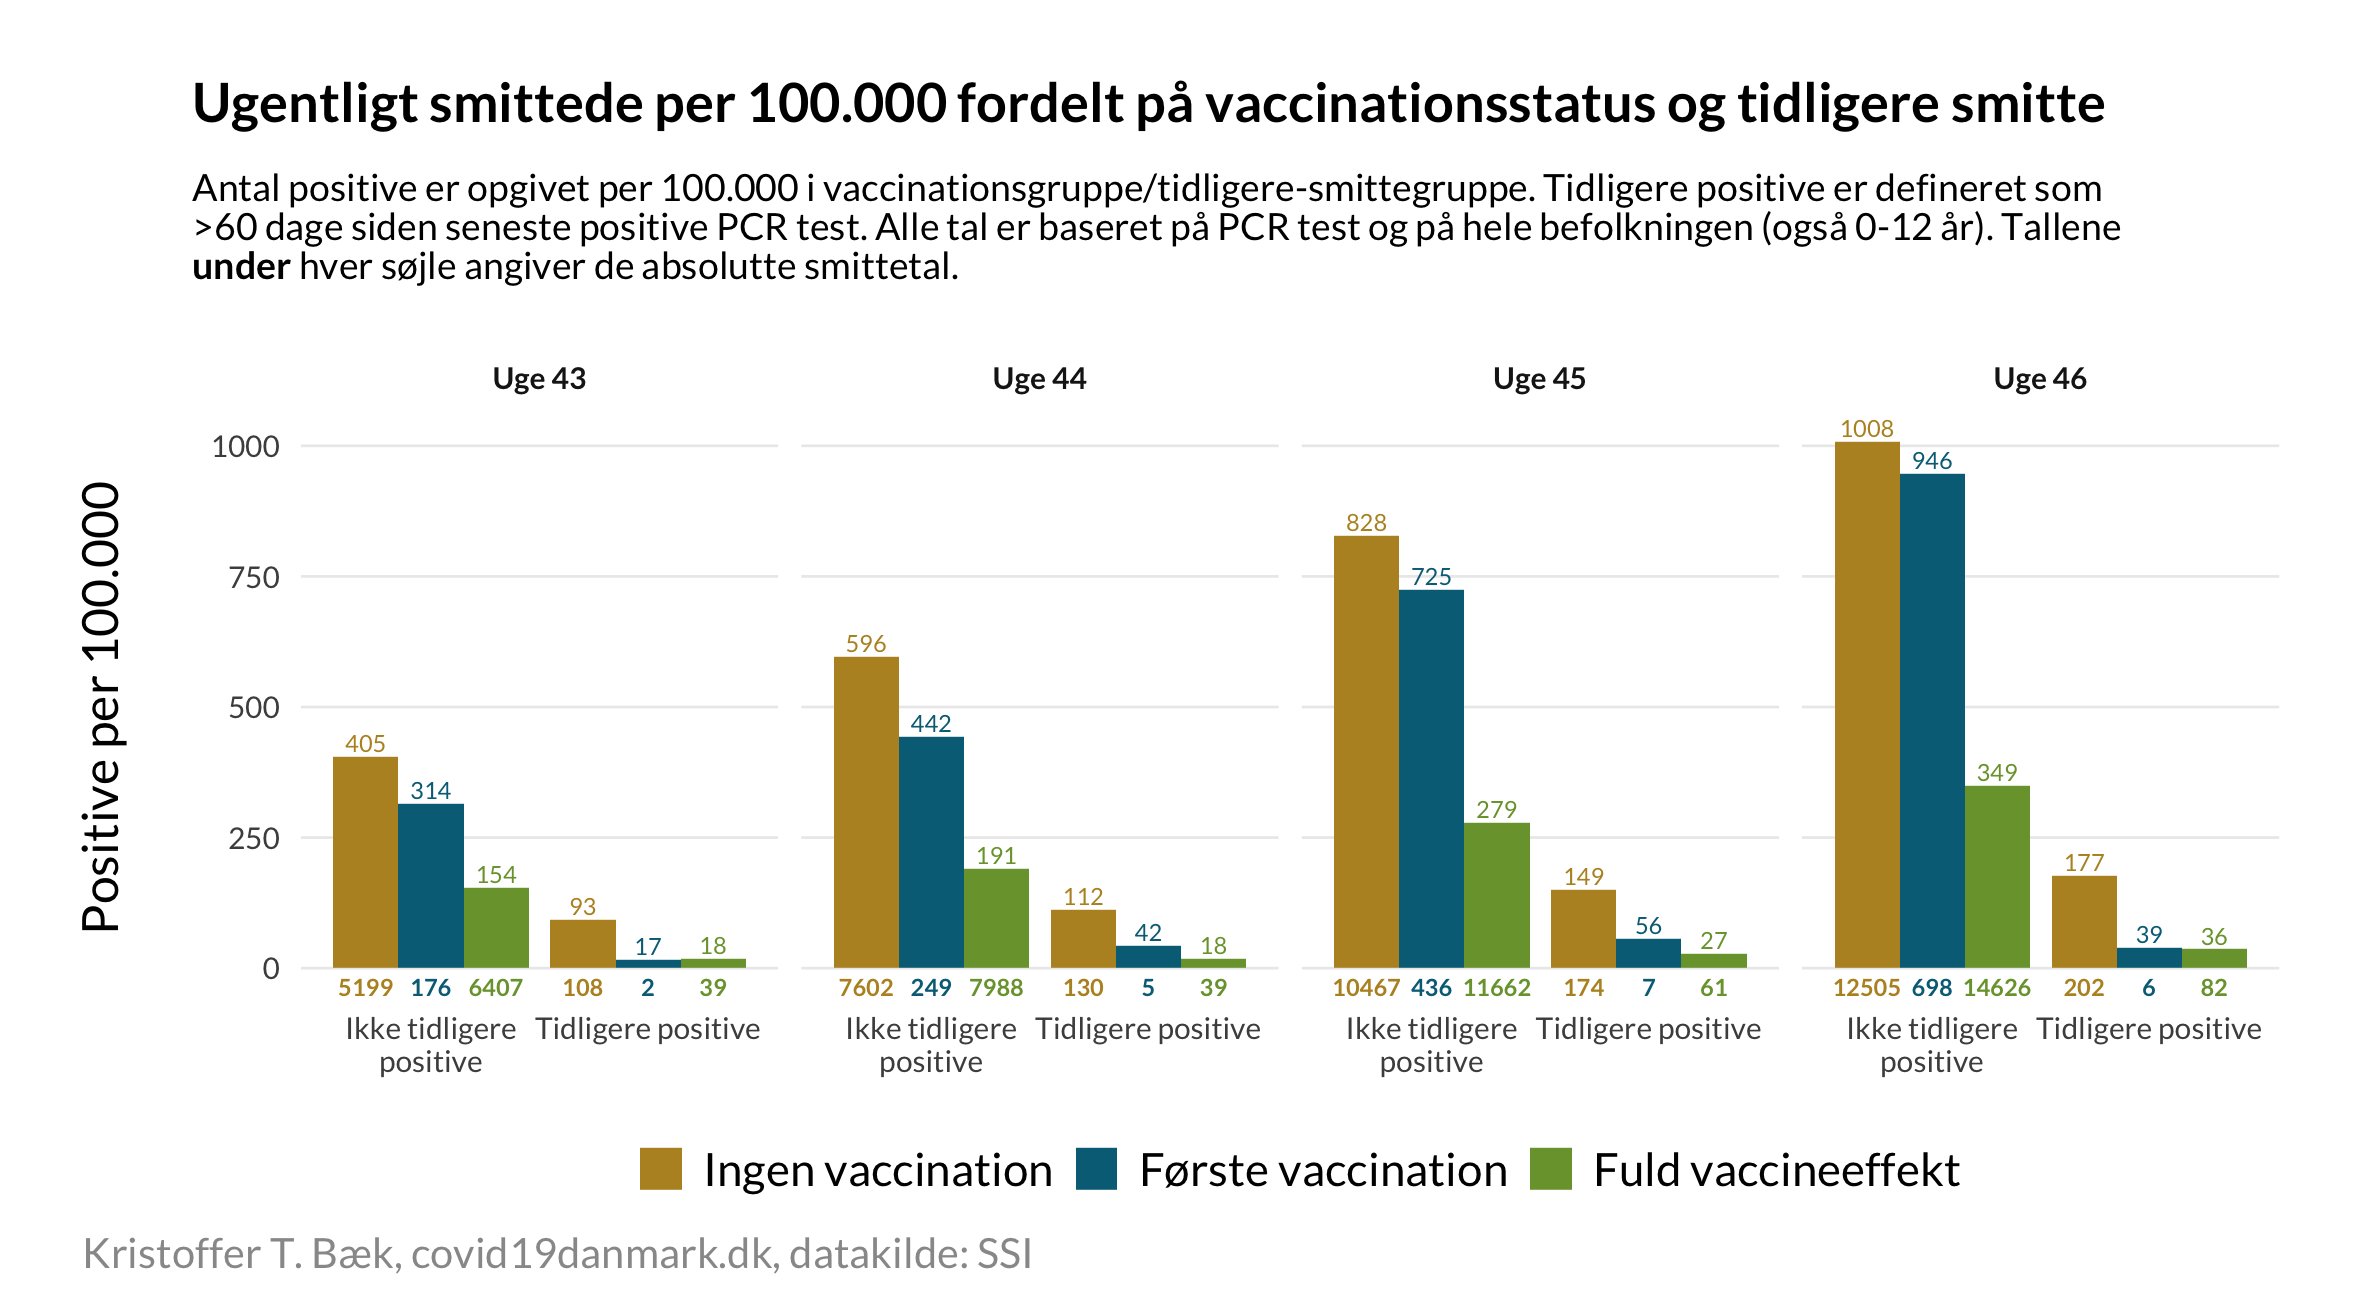 Ugentligt smittede per 100.000 fordelt på vaccinationsstatus og tidligere smitte
Antal positive er opgivet per 100.000 i vaccinationsgruppe/tidligere-smittegruppe. Tidligere positive er defineret som
>60 dage siden seneste positive PCR test. Alle tal er baseret på PCR test og på hele befolkningen (også 0-12 år). Tallene
under hver søjle angiver de absolutte smittetal.
Positive per 100.000
1000
750
500
250
0
Uge 43
405
314
154
93
17
18
5199 176 6407 108 2 39
Ikke tidligere
positive
Tidligere positive
Uge 44
596
442
191
112
42
18
7602 249 7988 130 5 39
Ikke tidligere
positive
Tidligere positive
Uge 45
828
725
279
149
56
27
10467 436 11662 174 7 61
Ikke tidligere
positive
Tidligere positive
Uge 46
1008
946
349
177
39
36
12505 698 14626 202 6 82
Ikke tidligere
positive
Tidligere positive
Ingen vaccination Første vaccination Fuld vaccineeffekt
Kristoffer T. Bæk, covid19danmark.dk, datakilde: SSI